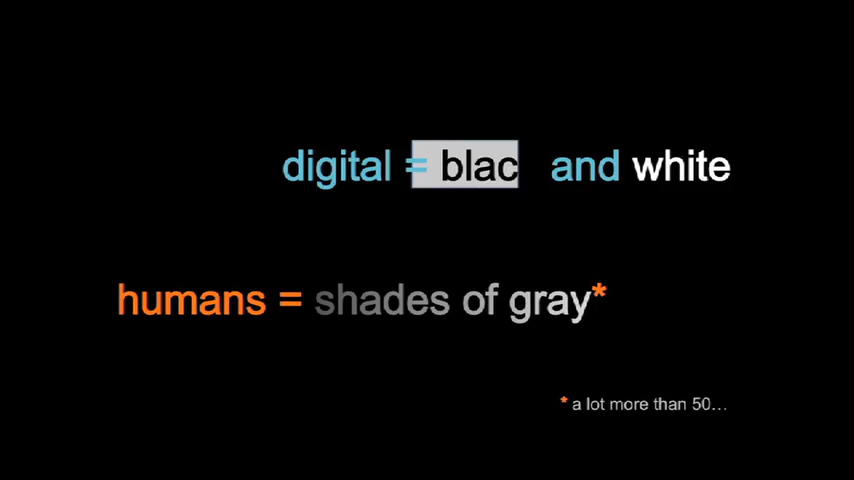 digital = blac and white
humans = shades of gray*
* a lot more than 50…